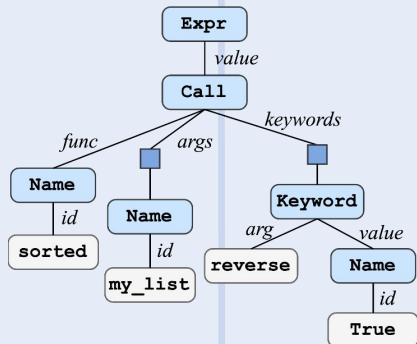 Expr
value
Call
func
args
keywords
Name
Name
Keyword
id
id
arg
value
sorted
my_list
reverse
Name
id
True